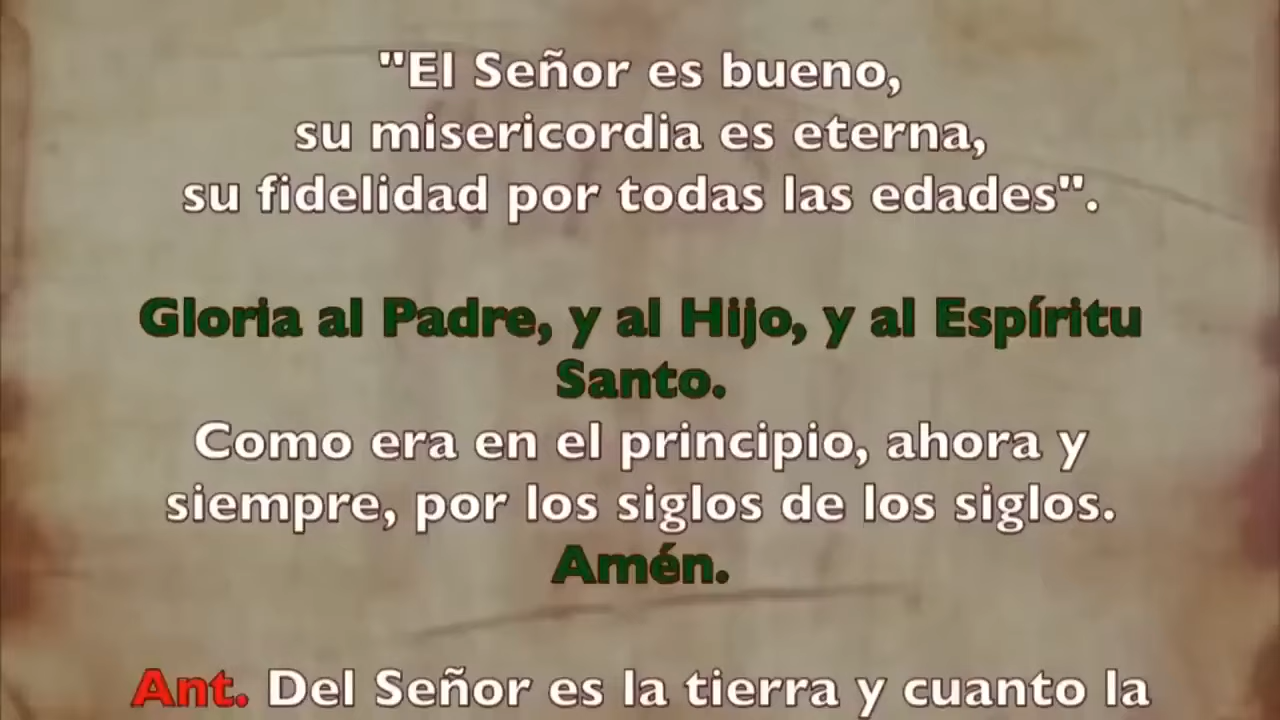 "El Señor es bueno,
su misericordia es eterna,
su fidelidad por todas las edades".
Gloria al Padre, y al Hijo, y al Espíritu
Santo.
Como era en el principio, ahora y
siempre, por los siglos de los siglos.
Amén.
Ant. Del Señor es la tierra y cuanto la